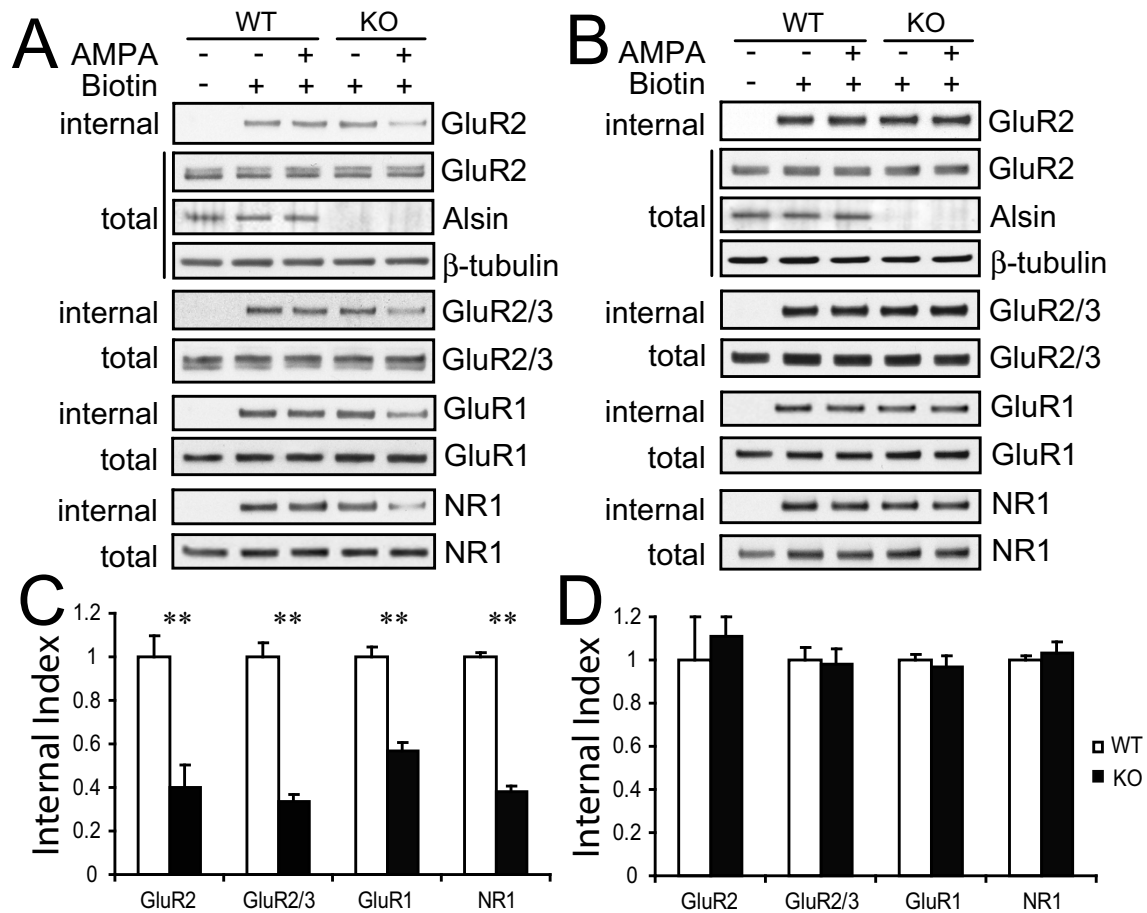 A
WT KO
AMPA - - + - +
Biotin - + + + +
internal GluR2
GluR2
total Alsin
β-tubulin
internal GluR2/3
total GluR2/3
internal GluR1
total GluR1
internal NR1
total NR1
B
WT KO
AMPA - - + - +
Biotin - + + + +
internal GluR2
GluR2
total Alsin
β-tubulin
internal GluR2/3
total GluR2/3
internal GluR1
total GluR1
internal NR1
total NR1
C
Internal Index
1.2
1
0.8
0.6
0.4
0.2
0
** ** ** **
GluR2 GluR2/3 GluR1 NR1
D
Internal Index
1.2
1
0.8
0.6
0.4
0.2
0
GluR2 GluR2/3 GluR1 NR1
WT
KO